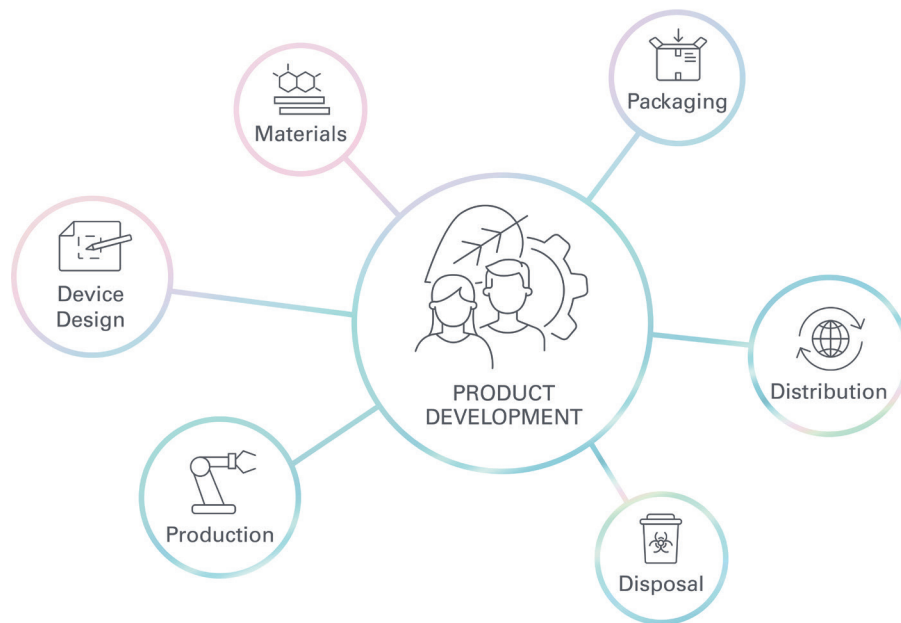 Materials
Packaging
Device
Design
PRODUCT
DEVELOPMENT
Distribution
Production
Disposal